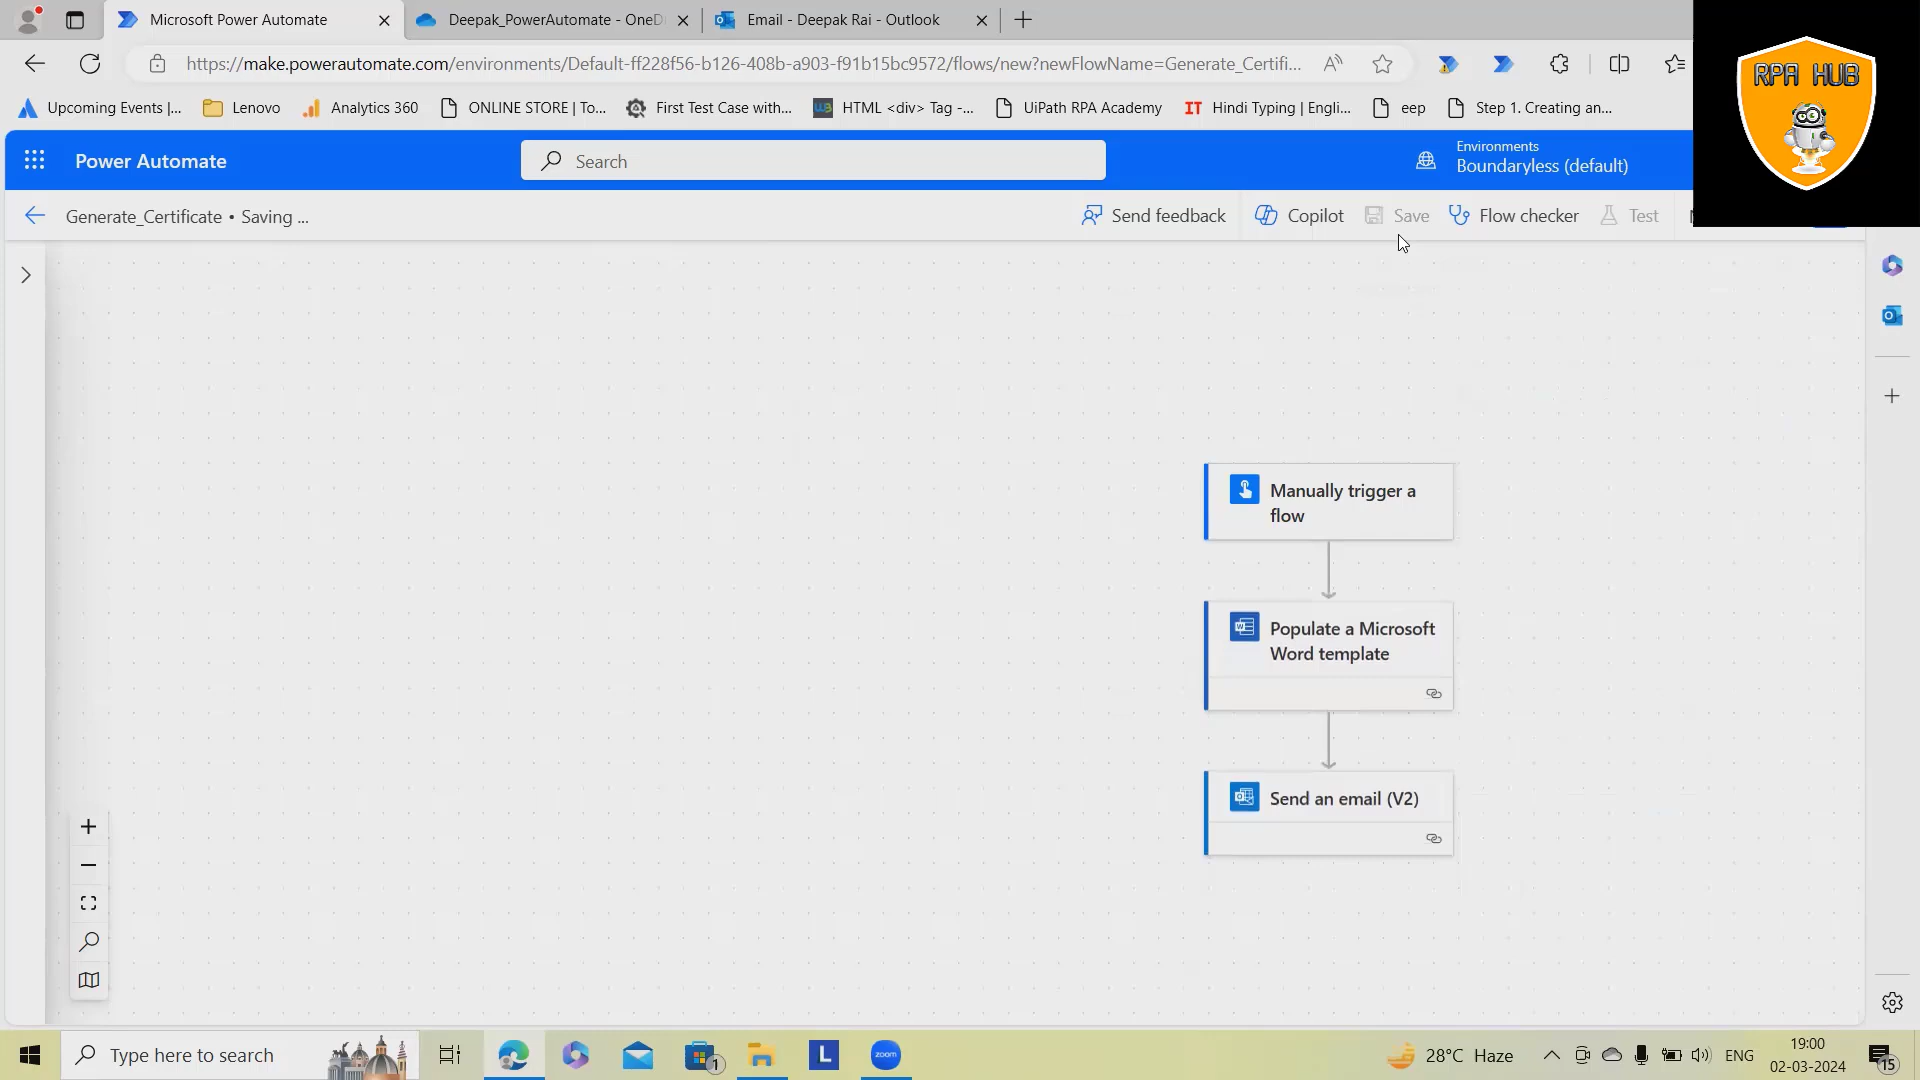 Microsoft Power Automate
Deepak_PowerAutomate - OneD
Email - Deepak Rai - Outlook
https://make.powerautomate.com/environments/Default-ff228f56-b126-408b-a903-f91b15bc9572/flows/new?newFlowName=Generate_Certifi...
Upcoming Events |...
Lenovo
Analytics 360
ONLINE STORE | To...
First Test Case with...
HTML <div> Tag -...
UiPath RPA Academy
IT
Hindi Typing | Engli...
eep
Step 1. Creating an...
RPA HUB
Power Automate
Search
Environments
Boundaryless (default)
Generate_Certificate • Saving ...
Send feedback
Copilot
Save
Flow checker
Test
Manually trigger a
flow
Populate a Microsoft
Word template
Send an email (V2)
Type here to search
1
L
zoom
28°C Haze
ENG
19:00
02-03-2024
15